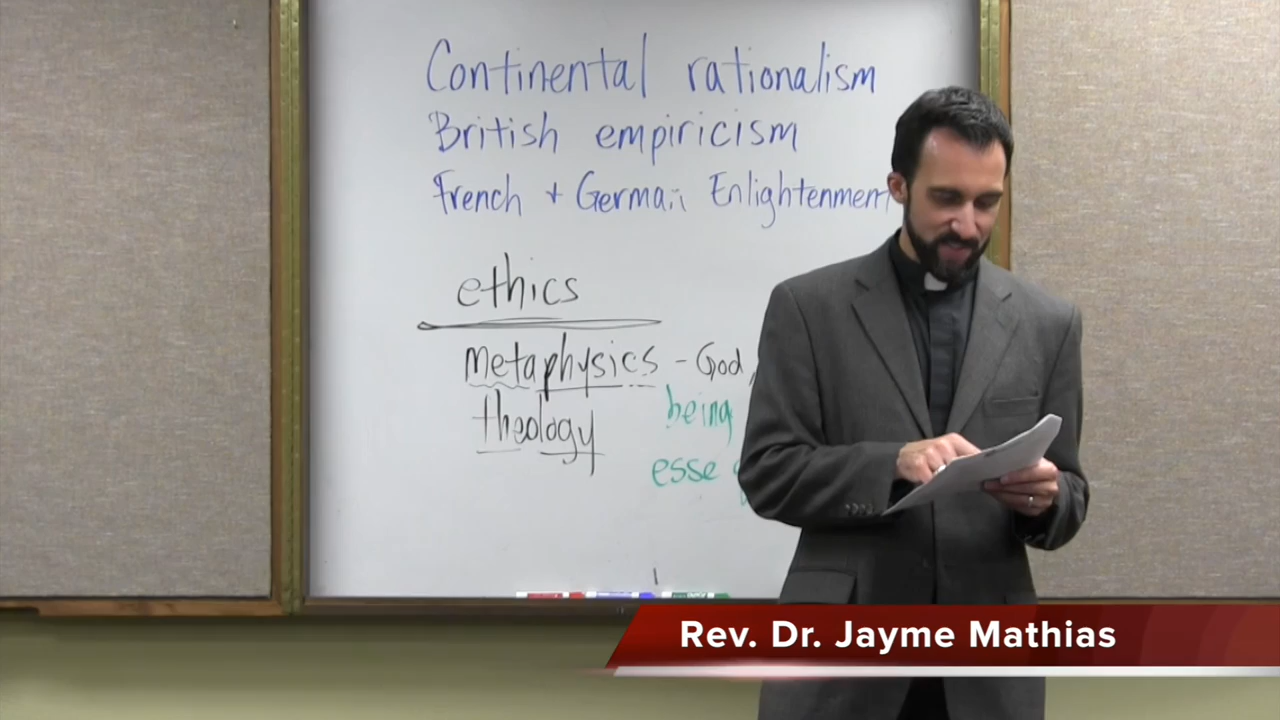 Continental rationalism
British empiricism
French + German Enlightenment
ethics
metaphysics - God,
theology
being
esse
Rev. Dr. Jayme Mathias